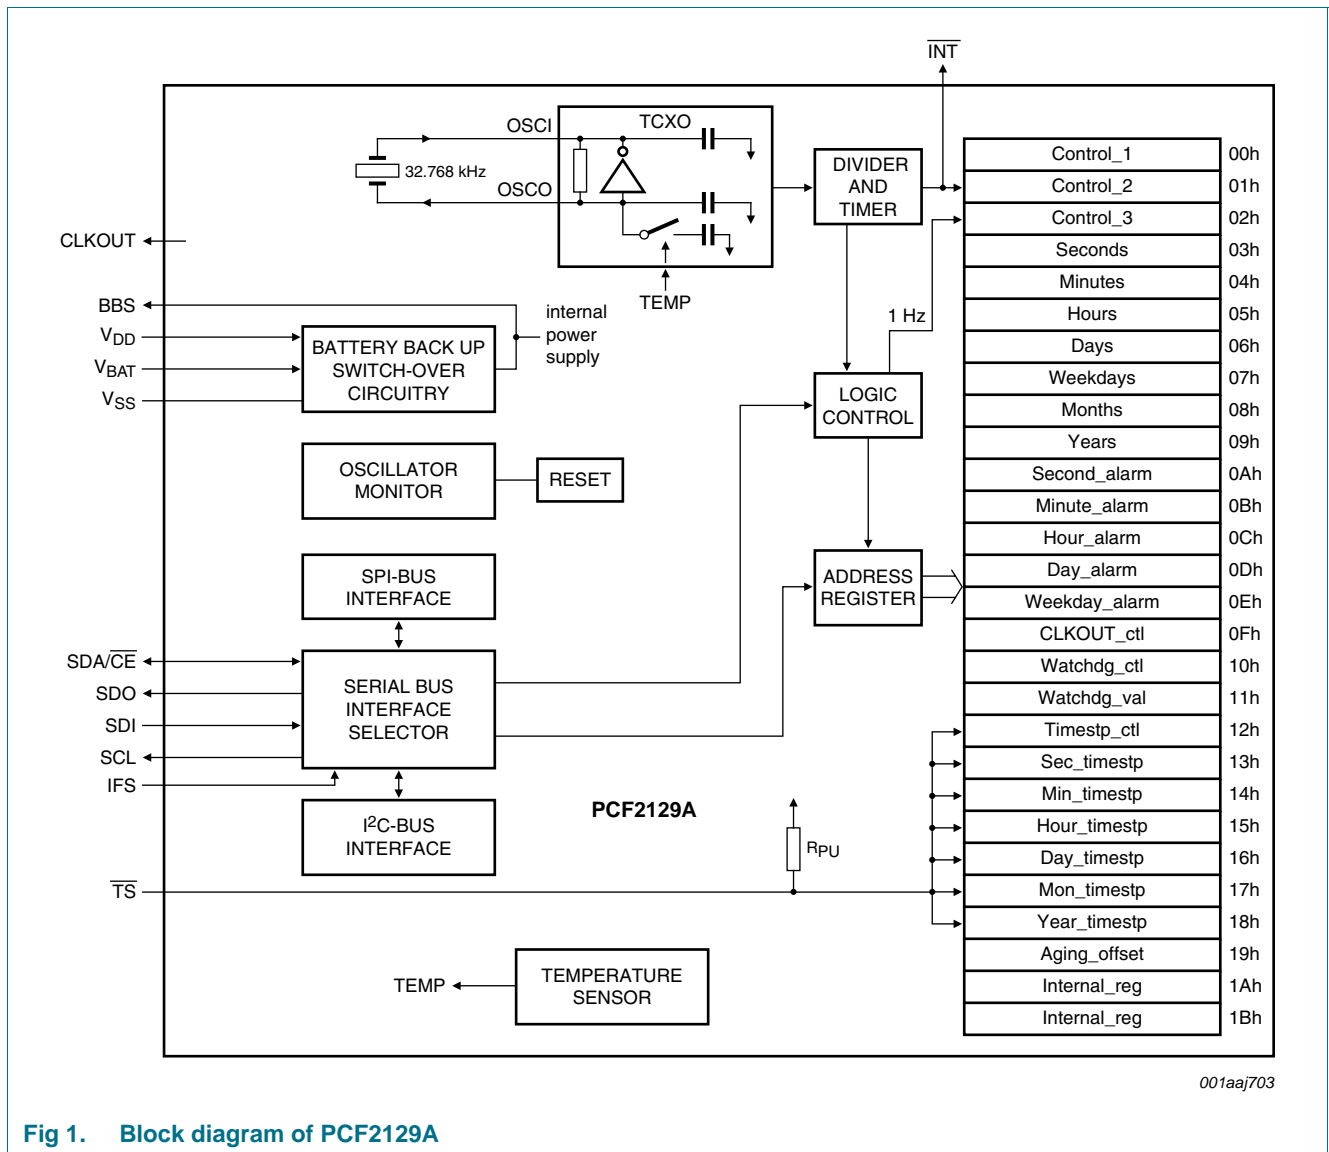 INT
OSCI
TCXO
32.768 kHz
OSCO
TEMP
DIVIDER
AND
TIMER
CLKOUT
BBS
VDD
VBAT
VSS
BATTERY BACK UP
SWITCH-OVER
CIRCUITRY
internal
power
supply
1 Hz
LOGIC
CONTROL
OSCILLATOR
MONITOR
RESET
SPI-BUS
INTERFACE
ADDRESS
REGISTER
SDA/CE
SDO
SDI
SCL
IFS
SERIAL BUS
INTERFACE
SELECTOR
I2C-BUS
INTERFACE
PCF2129A
RPU
TS
TEMP
TEMPERATURE
SENSOR
Control_1 00h
Control_2 01h
Control_3 02h
Seconds 03h
Minutes 04h
Hours 05h
Days 06h
Weekdays 07h
Months 08h
Years 09h
Second_alarm 0Ah
Minute_alarm 0Bh
Hour_alarm 0Ch
Day_alarm 0Dh
Weekday_alarm 0Eh
CLKOUT_ctl 0Fh
Watchdg_ctl 10h
Watchdg_val 11h
Timestp_ctl 12h
Sec_timestp 13h
Min_timestp 14h
Hour_timestp 15h
Day_timestp 16h
Mon_timestp 17h
Year_timestp 18h
Aging_offset 19h
Internal_reg 1Ah
Internal_reg 1Bh
001aaj703
Fig 1. Block diagram of PCF2129A